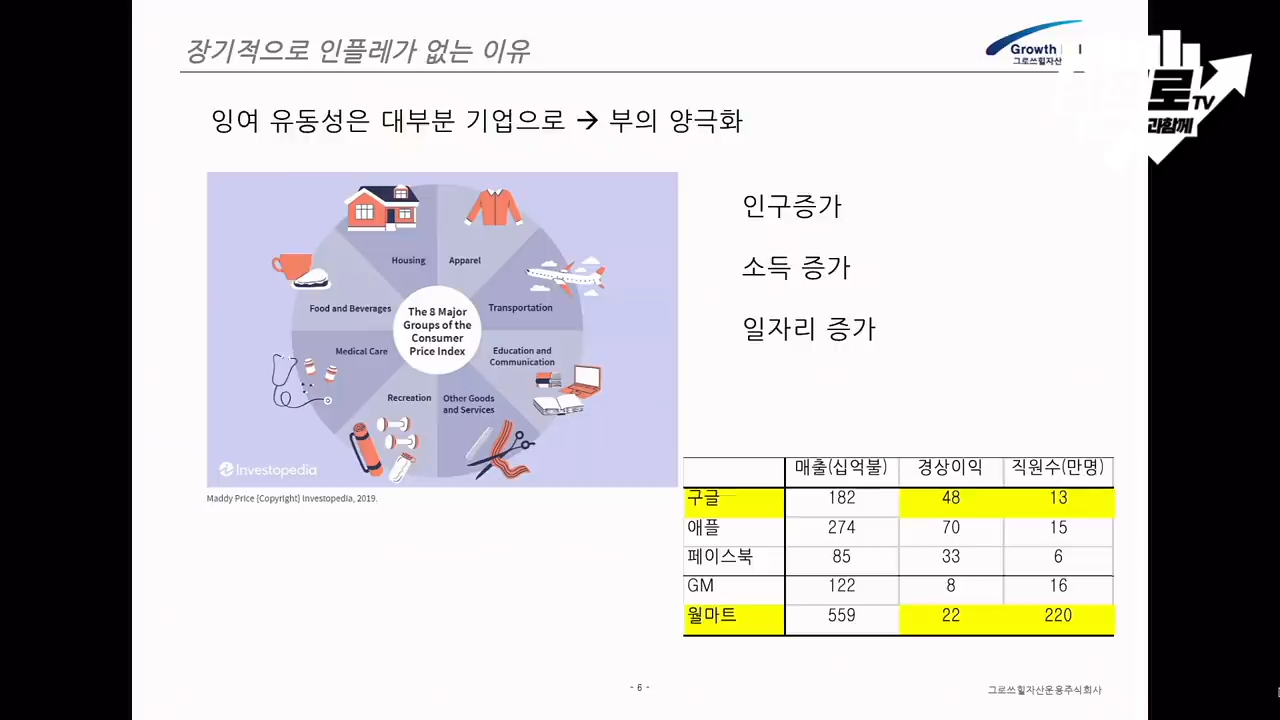 장기적으로 인플레가 없는 이유
Growth
그로쓰힐자산
로TV
과함께
잉여 유동성은 대부분 기업으로 → 부의 양극화
Housing
Apparel
Food and Beverages
The 8 Major
Groups of the
Consumer
Price Index
Transportation
Medical Care
Education and
Communication
Recreation
Other Goods
and Services
Investopedia
Maddy Price {Copyright} Investopedia, 2019.
인구증가
소득 증가
일자리 증가
매출(십억불) 경상이익 직원수(만명)
구글 182 48 13
애플 274 70 15
페이스북 85 33 6
GM 122 8 16
월마트 559 22 220
- 6 -
그로쓰힐자산운용주식회사